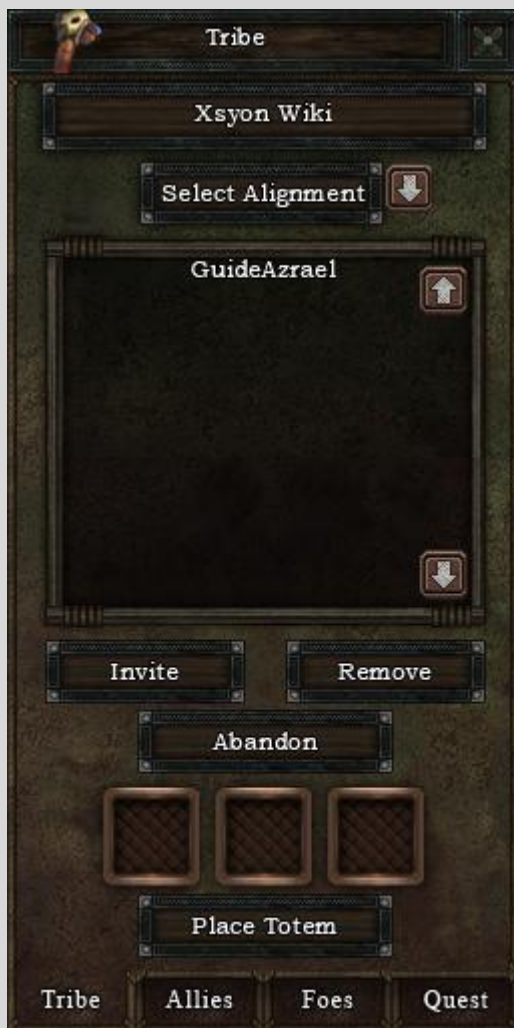 Tribe
Xsyon Wiki
Select Alignment
GuideAzrael
Invite Remove
Abandon
Place Totem
Tribe Allies Foes Quest